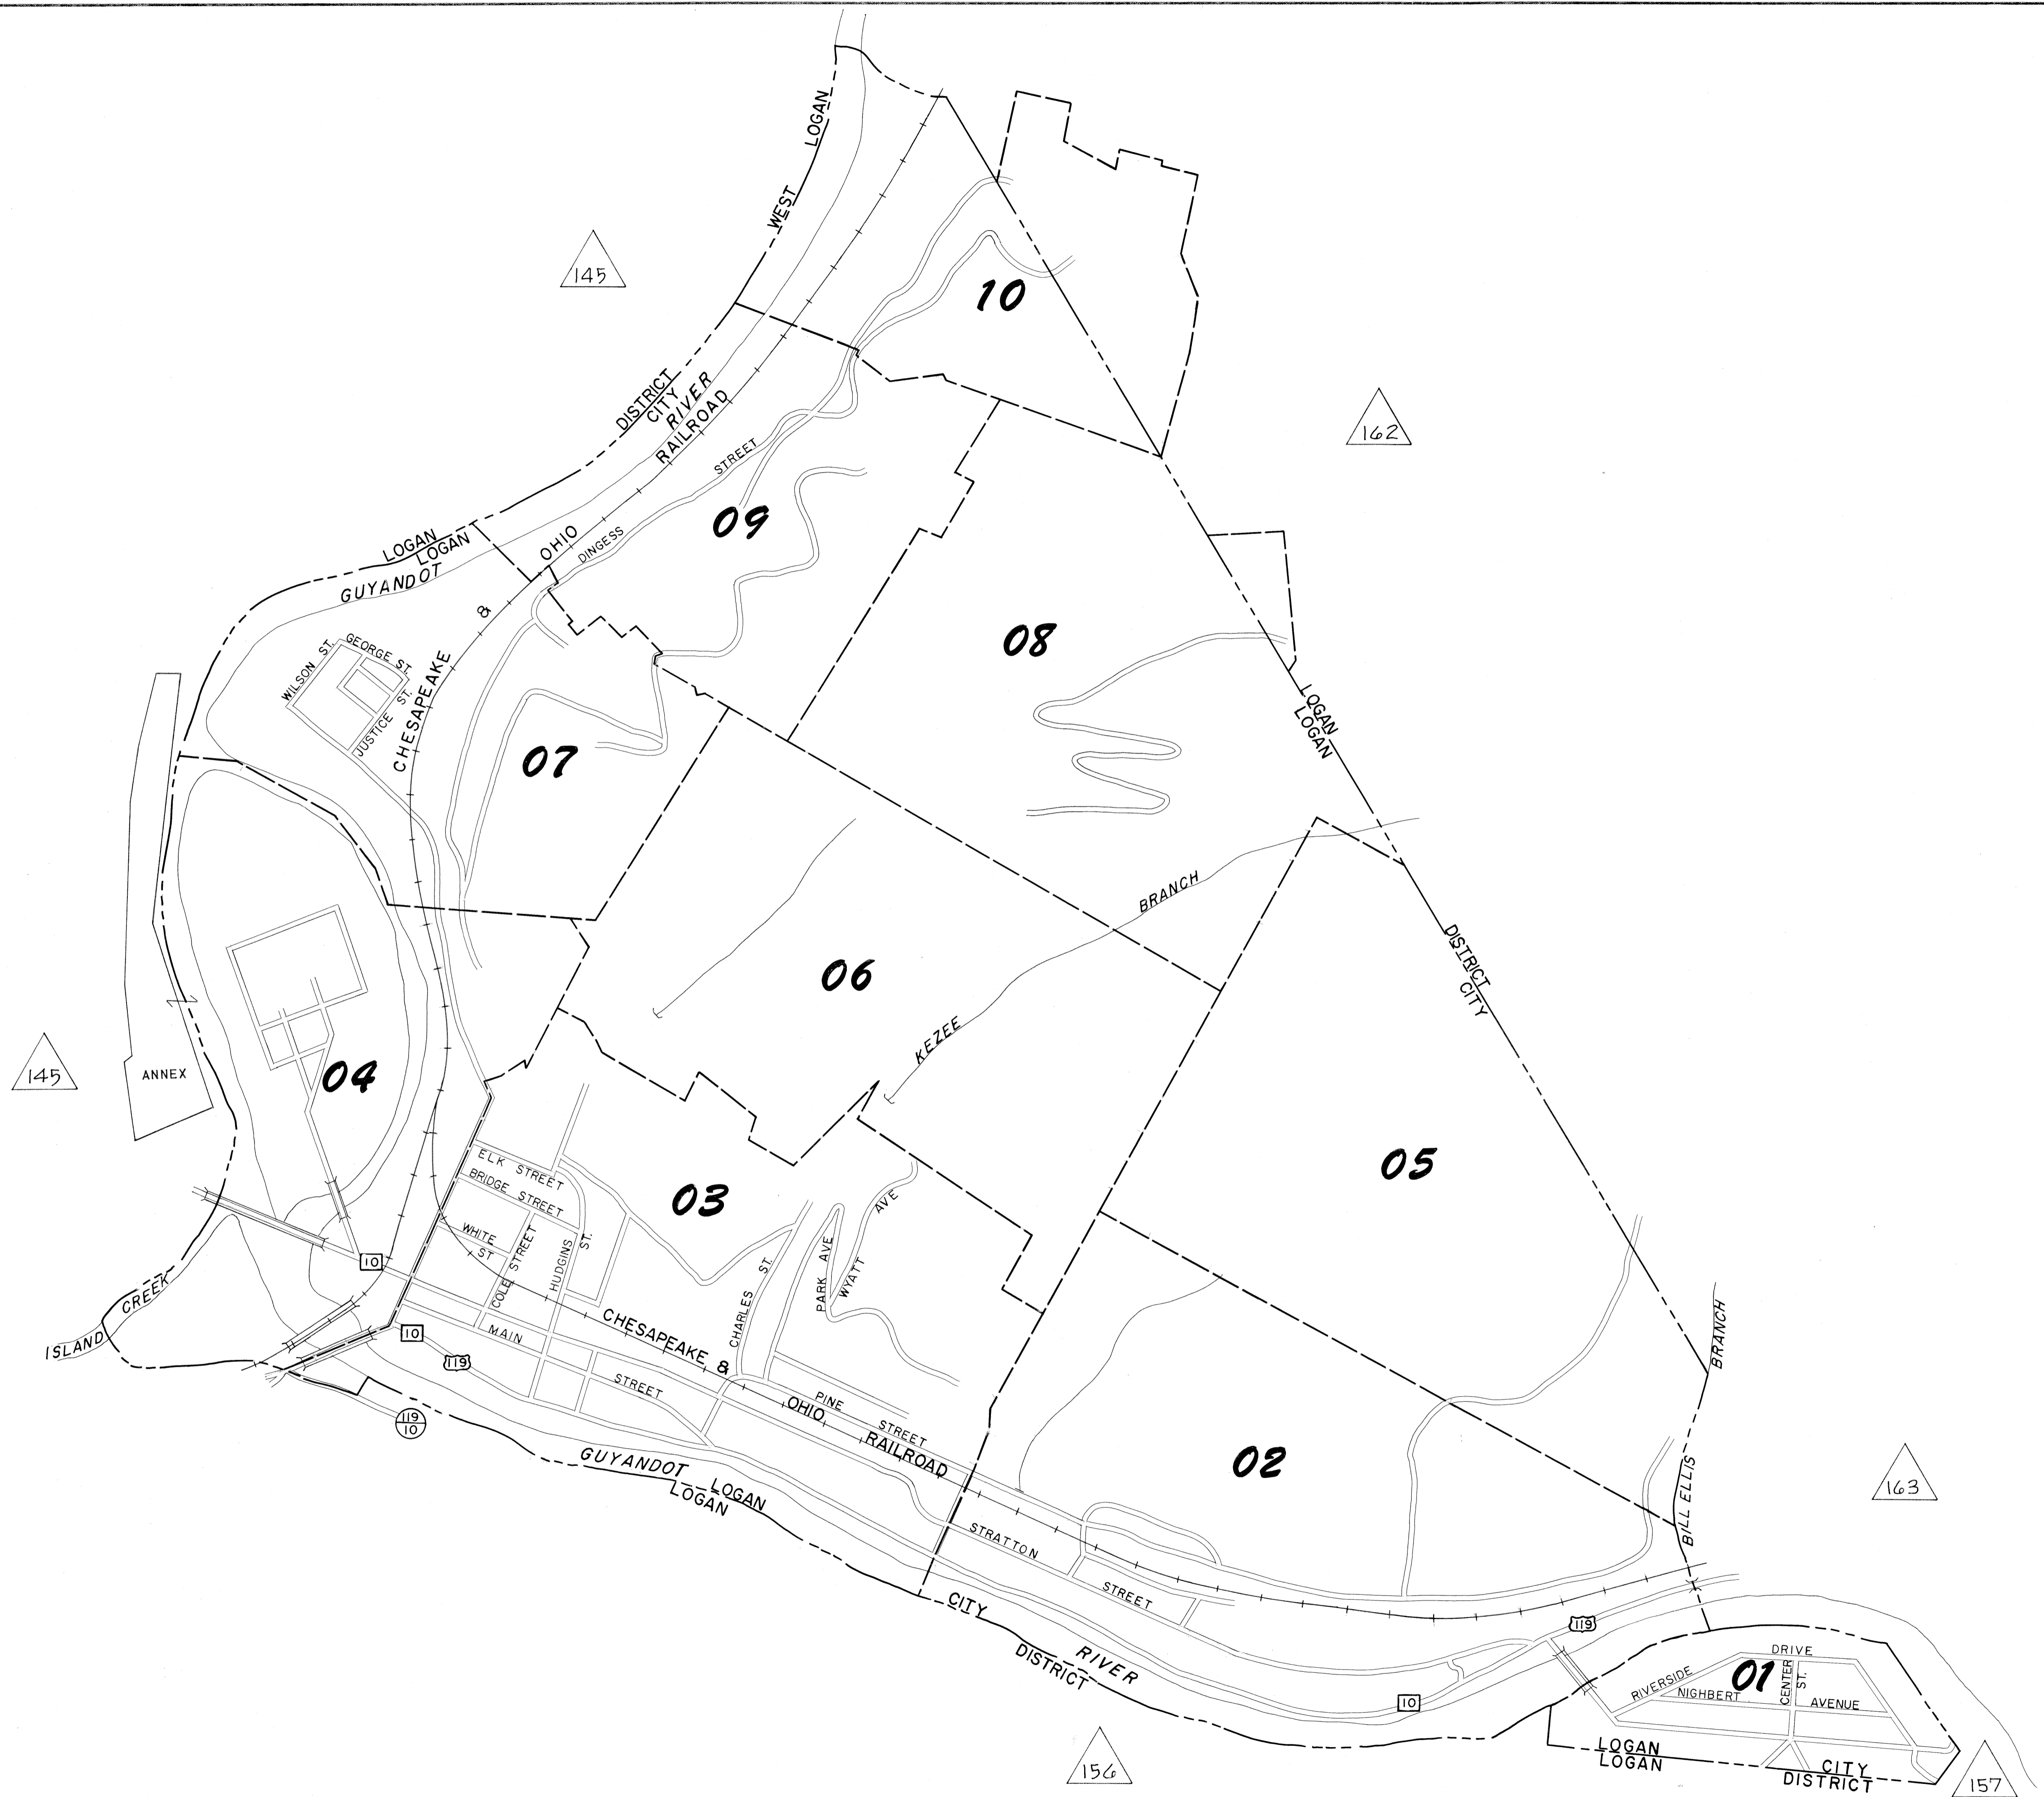 WEST LOGAN
145
10
DISTRICT
CITY
RIVER
RAILROAD
162
STREET
09
LOGAN
LOGAN
OHIO
DINGESS
GUYANDOT
&
08
WILSON ST.
GEORGE ST.
JUSTICE ST.
CHESAPEAKE
07
LOGAN
LOGAN
BRANCH
DISTRICT
CITY
06
KEZEE
145
ANNEX
04
05
ELK STREET
BRIDGE STREET
03
WHITE ST
COLE STREET
HUDGINS ST.
AVE
WYATT
PARK AVE
CHARLES ST.
10
CREEK
ISLAND
10
119
MAIN
STREET
CHESAPEAKE &
OHIO
RAILROAD
PINE STREET
BRANCH
BILL ELLIS
119
10
GUYANDOT
LOGAN
LOGAN
02
163
STRATTON
STREET
CITY
DISTRICT
RIVER
119
10
DRIVE
01
RIVERSIDE
CENTER ST.
NIGHBERT
AVENUE
LOGAN
LOGAN
CITY
DISTRICT
156
157